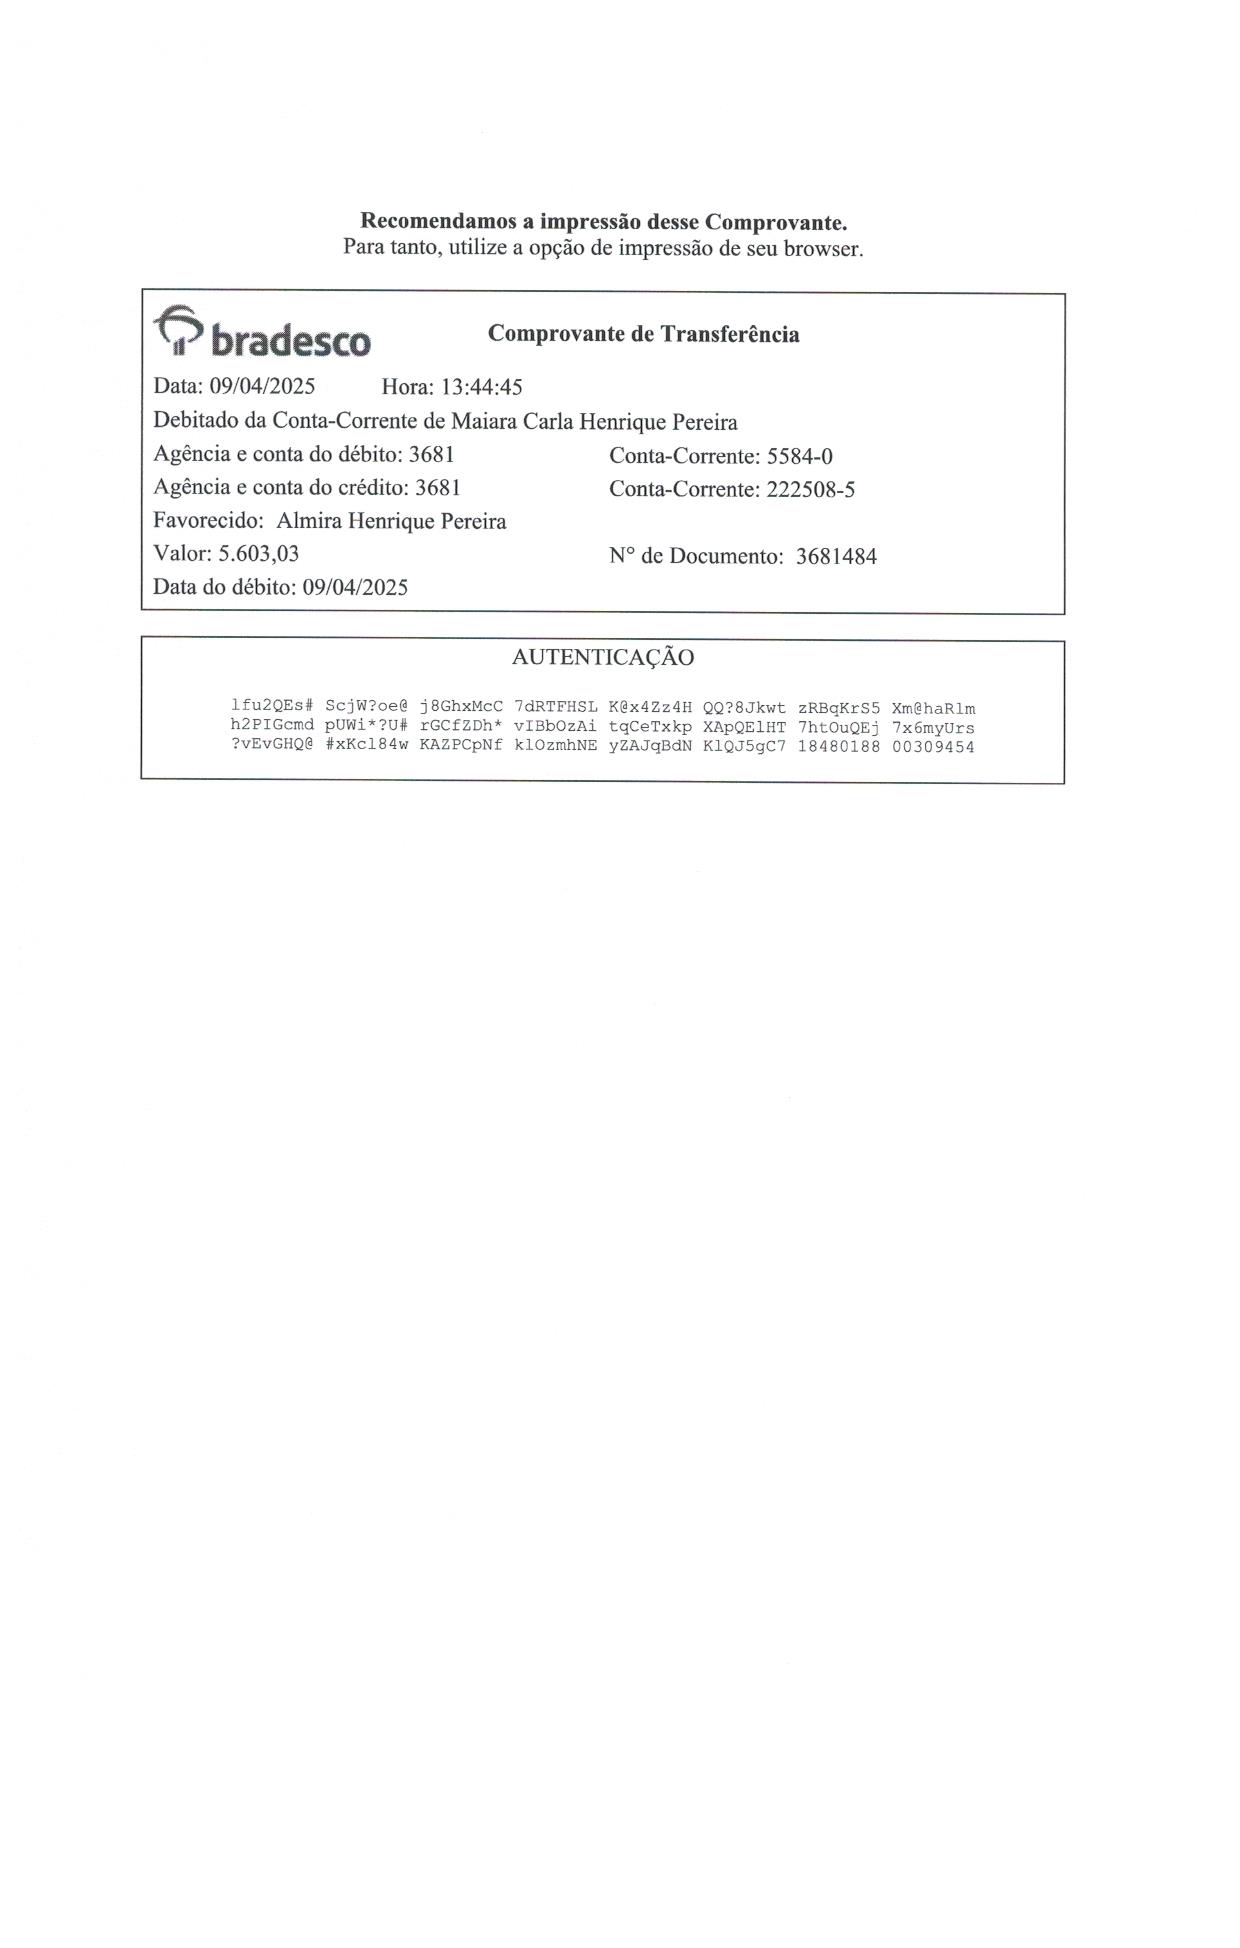 Recomendamos a impressão desse Comprovante.
Para tanto, utilize a opção de impressão de seu browser.
bradesco
Comprovante de Transferência
Data: 09/04/2025 Hora: 13:44:45
Debitado da Conta-Corrente de Maiara Carla Henrique Pereira
Agência e conta do débito: 3681 Conta-Corrente: 5584-0
Agência e conta do crédito: 3681 Conta-Corrente: 222508-5
Favorecido: Almira Henrique Pereira
Valor: 5.603,03 N° de Documento: 3681484
Data do débito: 09/04/2025
AUTENTICAÇÃO
lfu2QEs# ScjW?oe@ j8GhxMcC 7dRTFHSL K@x4Zz4H QQ?8Jkwt zRBqKrS5 Xm@haRlm
h2PIGcmd pUWi*?U# rGCfZDh* vIBbOzAi tqCeTxkp XApQElHT 7htOuQEj 7x6myUrs
?vEvGHQ@ #xKcl84w KAZPCpNf klOzmhNE yZAJqBdN KlQJ5gC7 18480188 00309454